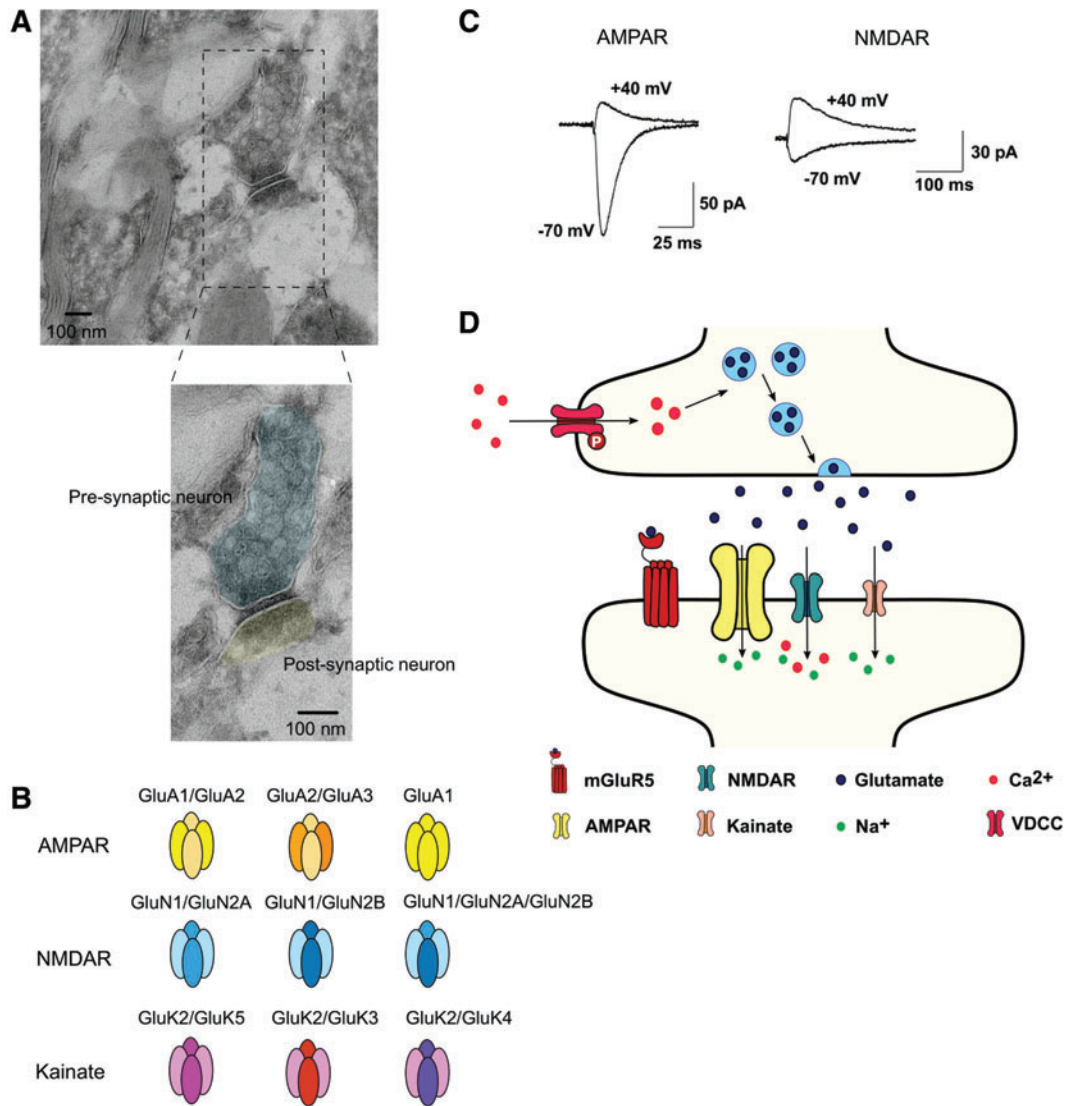 A
100 nm
Pre-synaptic neuron
Post-synaptic neuron
100 nm
B
GluA1/GluA2 GluA2/GluA3 GluA1
AMPAR
GluN1/GluN2A GluN1/GluN2B GluN1/GluN2A/GluN2B
NMDAR
GluK2/GluK5 GluK2/GluK3 GluK2/GluK4
Kainate
C
AMPAR NMDAR
+40 mV
-70 mV
50 pA
25 ms
+40 mV
-70 mV
30 pA
100 ms
D
P
mGluR5 NMDAR Glutamate Ca2+
AMPAR Kainate Na+ VDCC